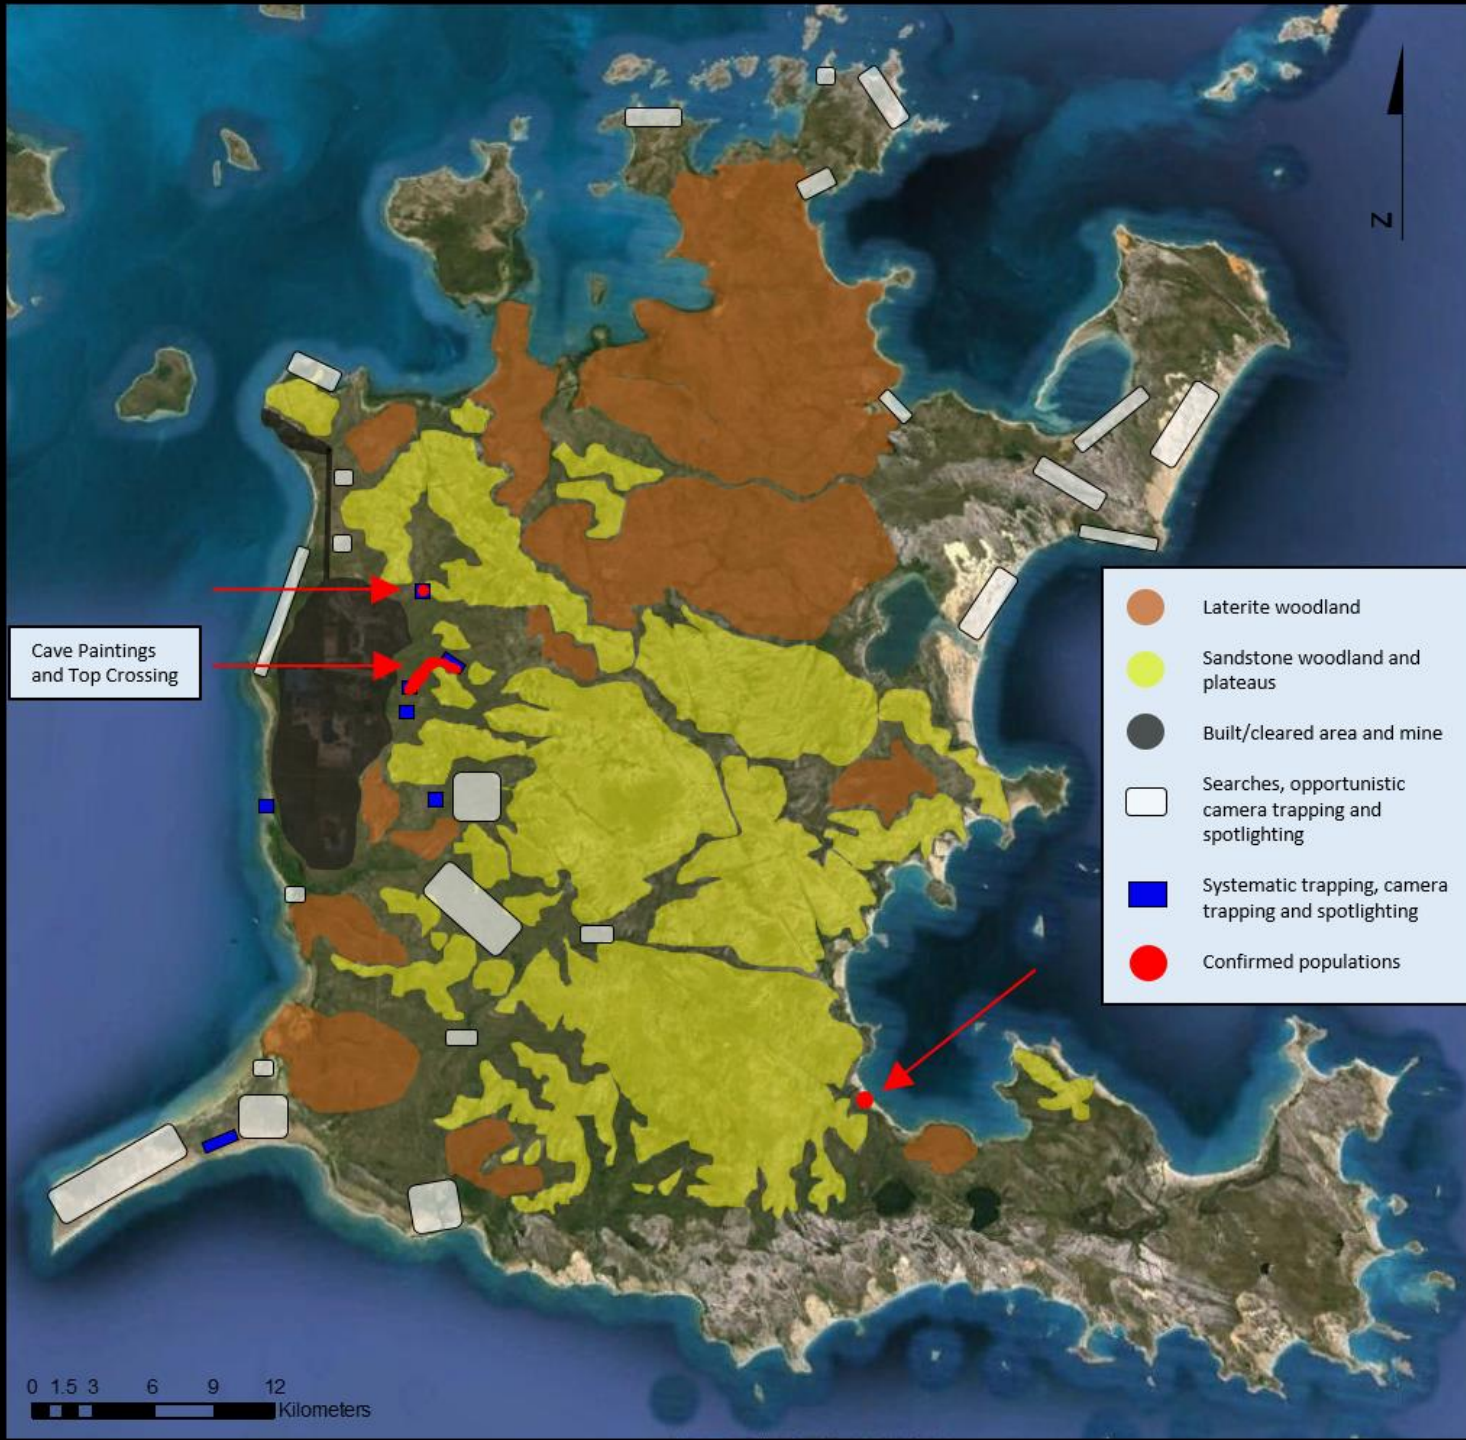 N
Cave Paintings
and Top Crossing
Laterite woodland
Sandstone woodland and
plateaus
Built/cleared area and mine
Searches, opportunistic
camera trapping and
spotlighting
Systematic trapping, camera
trapping and spotlighting
Confirmed populations
0 1.5 3 6 9 12
Kilometers